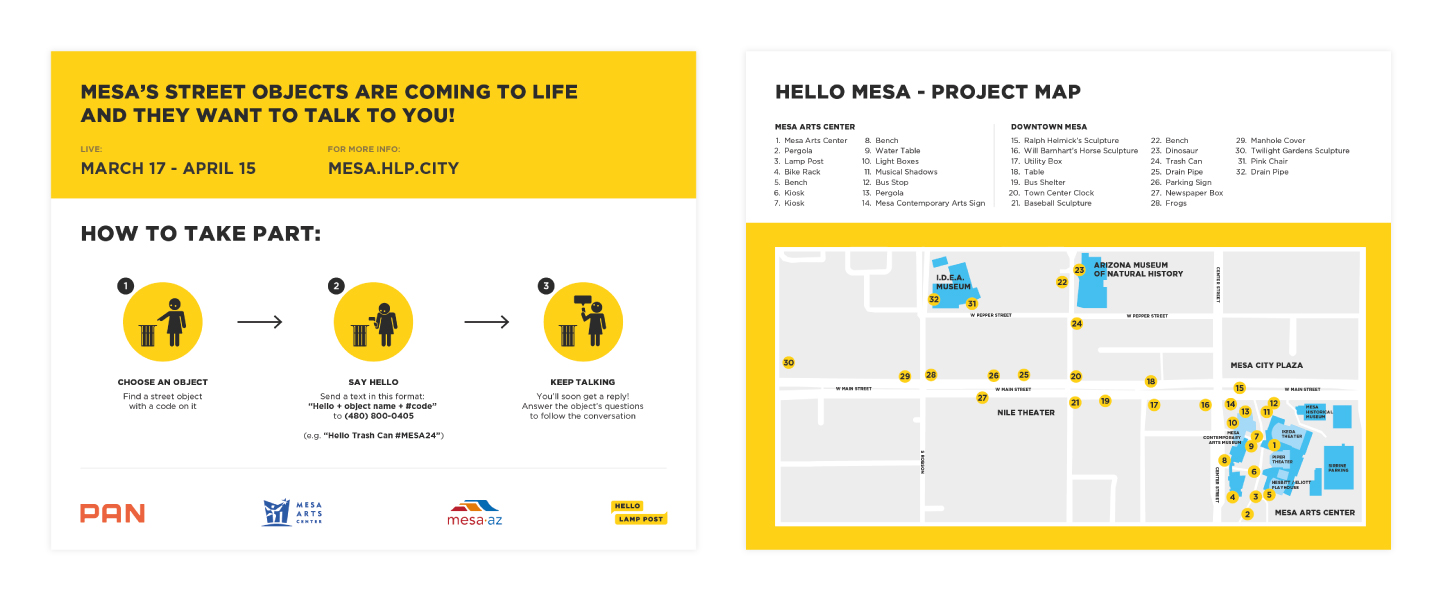 MESA'S STREET OBJECTS ARE COMING TO LIFE
AND THEY WANT TO TALK TO YOU!
LIVE:
MARCH 17 - APRIL 15
FOR MORE INFO:
MESA.HLP.CITY
HOW TO TAKE PART:
1
CHOOSE AN OBJECT
Find a street object
with a code on it
2
SAY HELLO
Send a text in this format:
“Hello + object name + #code”
to (480) 800-0405
(e.g. “Hello Trash Can #MESA24”)
3
KEEP TALKING
You'll soon get a reply!
Answer the object's questions
to follow the conversation
PAN
MESA
ARTS
CENTER
mesa·az
HELLO
LAMP POST
HELLO MESA - PROJECT MAP
MESA ARTS CENTER
1. Mesa Arts Center
2. Pergola
3. Lamp Post
4. Bike Rack
5. Bench
6. Kiosk
7. Kiosk
8. Bench
9. Water Table
10. Light Boxes
11. Musical Shadows
12. Bus Stop
13. Pergola
14. Mesa Contemporary Arts Sign
DOWNTOWN MESA
15. Ralph Helmick's Sculpture
16. Will Barnhart's Horse Sculpture
17. Utility Box
18. Table
19. Bus Shelter
20. Town Center Clock
21. Baseball Sculpture
22. Bench
23. Dinosaur
24. Trash Can
25. Drain Pipe
26. Parking Sign
27. Newspaper Box
28. Frogs
29. Manhole Cover
30. Twilight Gardens Sculpture
31. Pink Chair
32. Drain Pipe
I.D.E.A.
MUSEUM
32
31
23
22
ARIZONA MUSEUM
OF NATURAL HISTORY
CENTER STREET
W PEPPER STREET
W PEPPER STREET
24
30
29
28
26
25
20
18
MESA CITY PLAZA
15
W MAIN STREET
W MAIN STREET
W MAIN STREET
27
NILE THEATER
21
19
17
16
14
12
13
11
10
MESA
HISTORICAL
MUSEUM
MESA
CONTEMPORARY
ARTS MUSEUM
7
9
1
IKEDA
THEATER
PIPER
THEATER
8
6
S ROBSON
CENTER STREET
SIRRINE
PARKING
NESBITT / ELIOTT
PLAYHOUSE
4
3
5
2
MESA ARTS CENTER